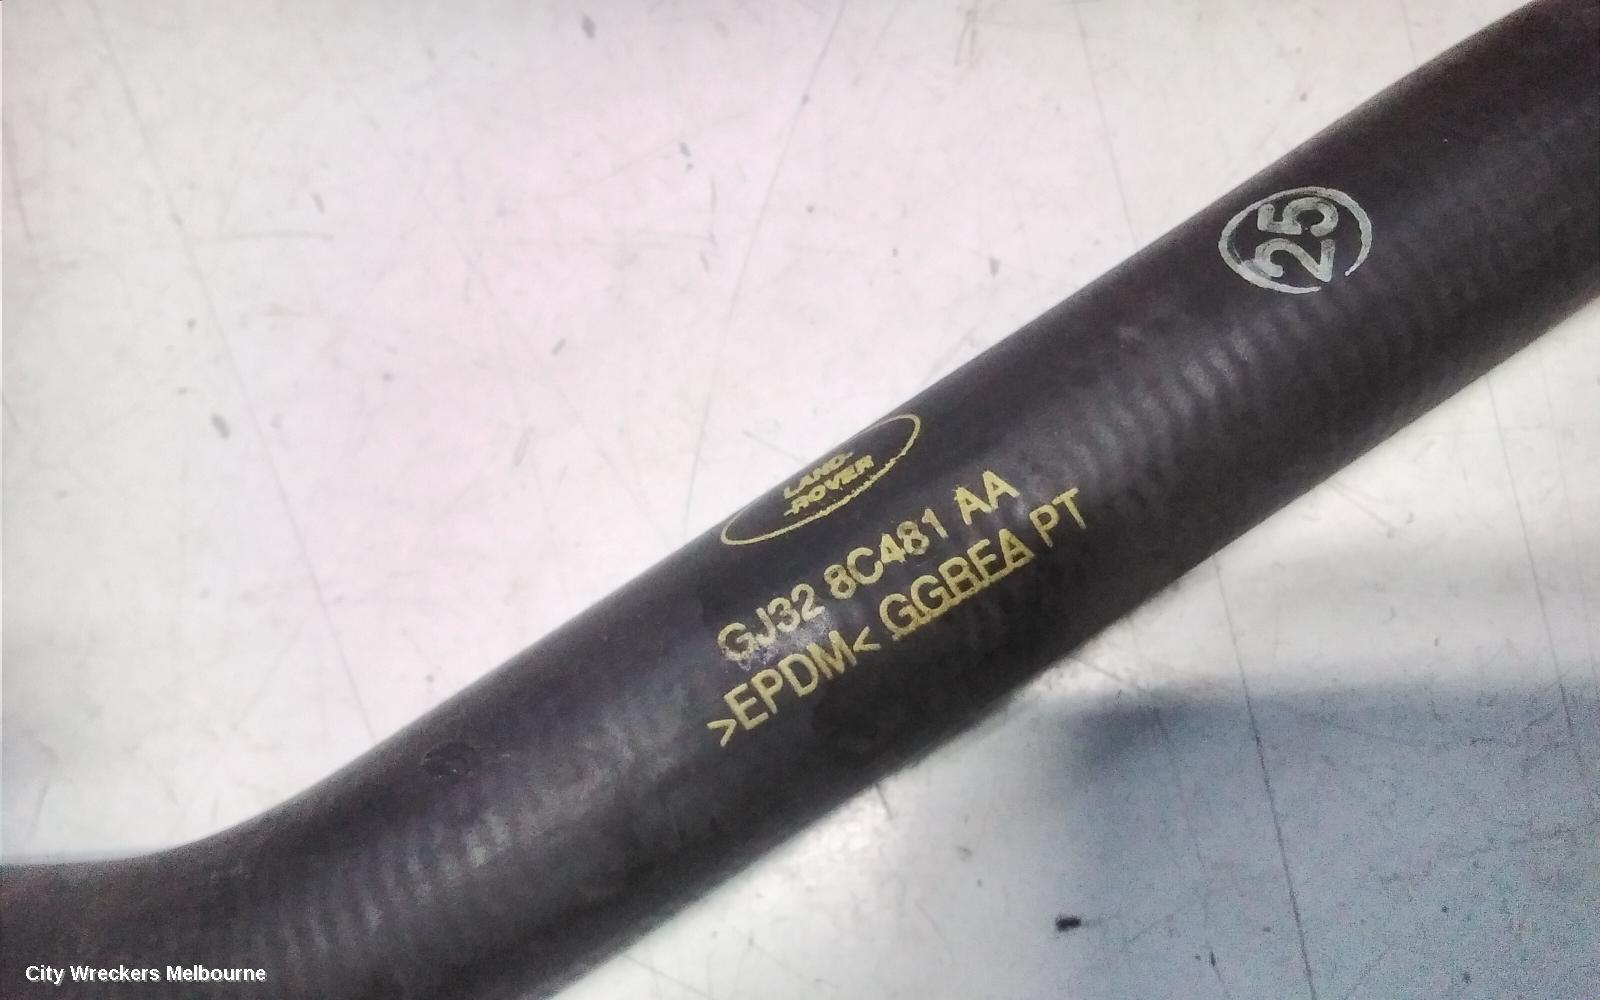 25
LAND-
-ROVER
GJ32 8C481 AA
>EPDM< GGBEA PT
City Wreckers Melbourne